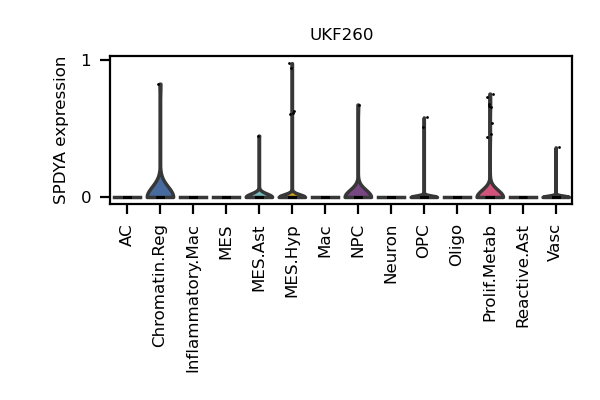 UKF260
SPDYA expression
1
0
AC
Chromatin.Reg
Inflammatory.Mac
MES
MES.Ast
MES.Hyp
Mac
NPC
Neuron
OPC
Oligo
Prolif.Metab
Reactive.Ast
Vasc